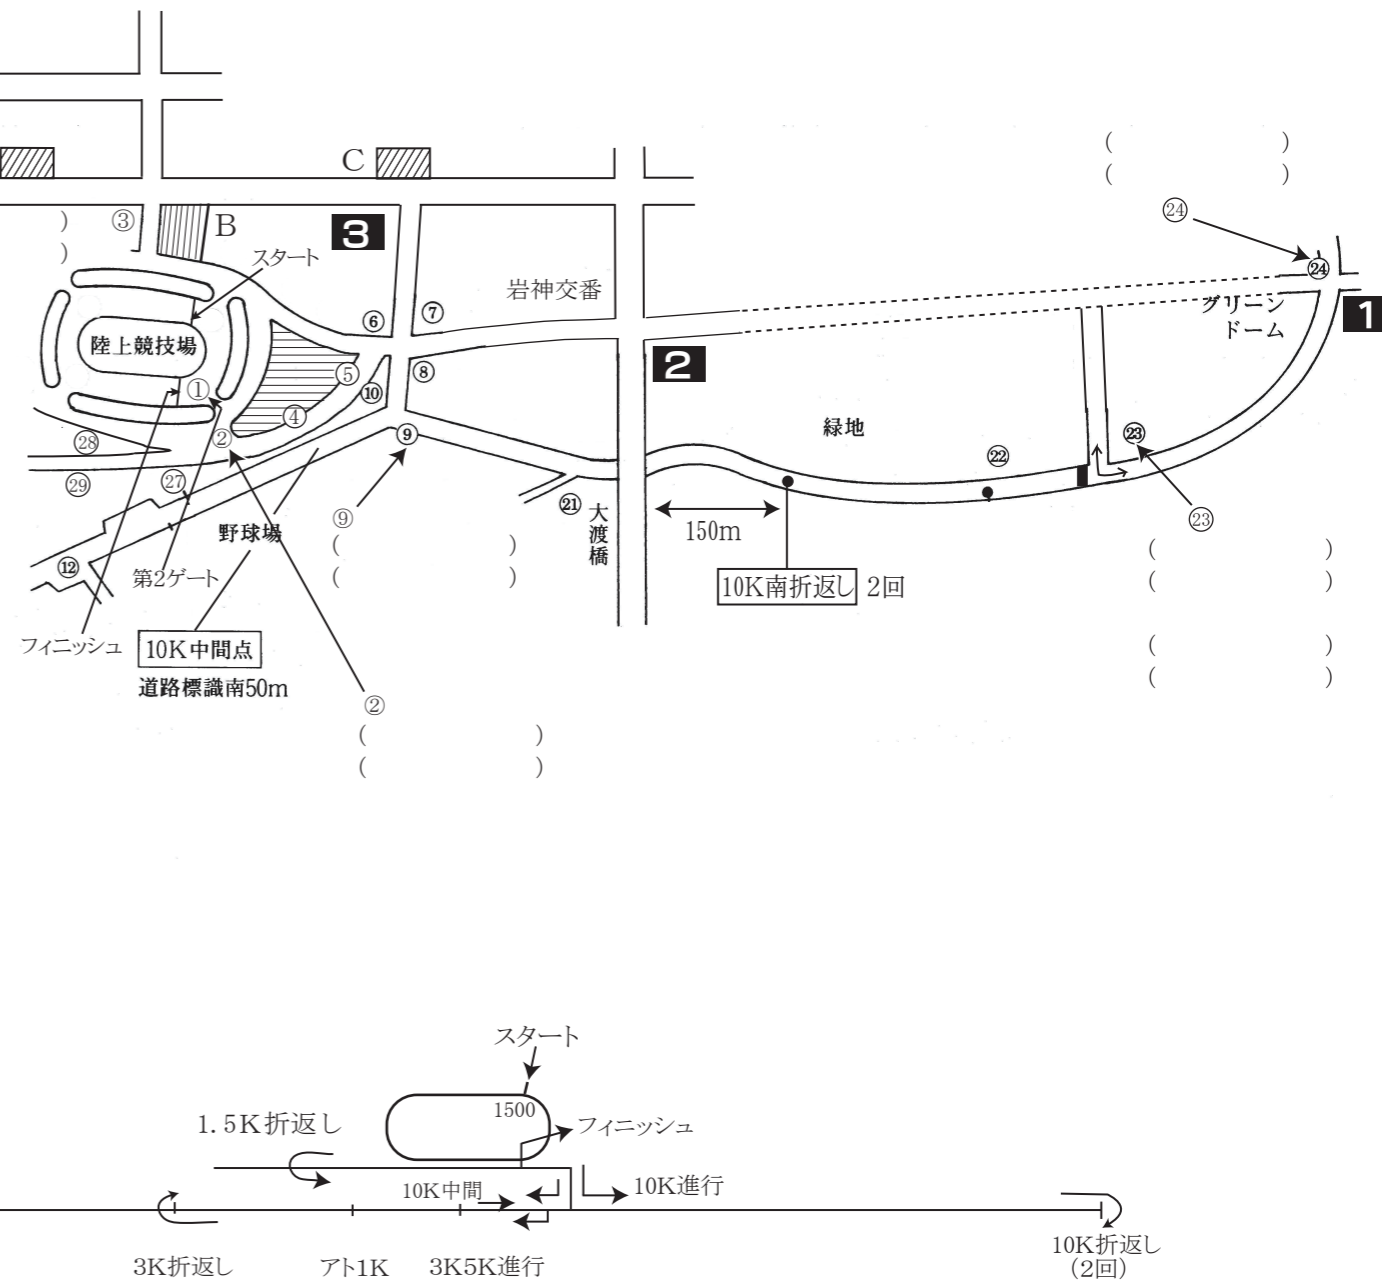 (　　　)
(　　　)
C
㉔
)
③
B
3
)
スタート
㉔
岩神交番
グリーン
ドーム
1
⑥
⑦
陸上競技場
2
⑤
⑧
①
⑩
④
緑地
②
⑨
㉓
㉘
㉒
㉙
㉗
㉑
大渡橋
⑨
(　　　)
(　　　)
野球場
150m
㉓
(　　　)
(　　　)
⑫
第2ゲート
10K南折返し 2回
フィニッシュ
10K中間点
道路標識南50m
(　　　)
(　　　)
②
(　　　)
(　　　)
スタート
1500
1.5K折返し
フィニッシュ
10K中間
10K進行
3K折返し
アト1K
3K5K進行
10K折返し
(2回)